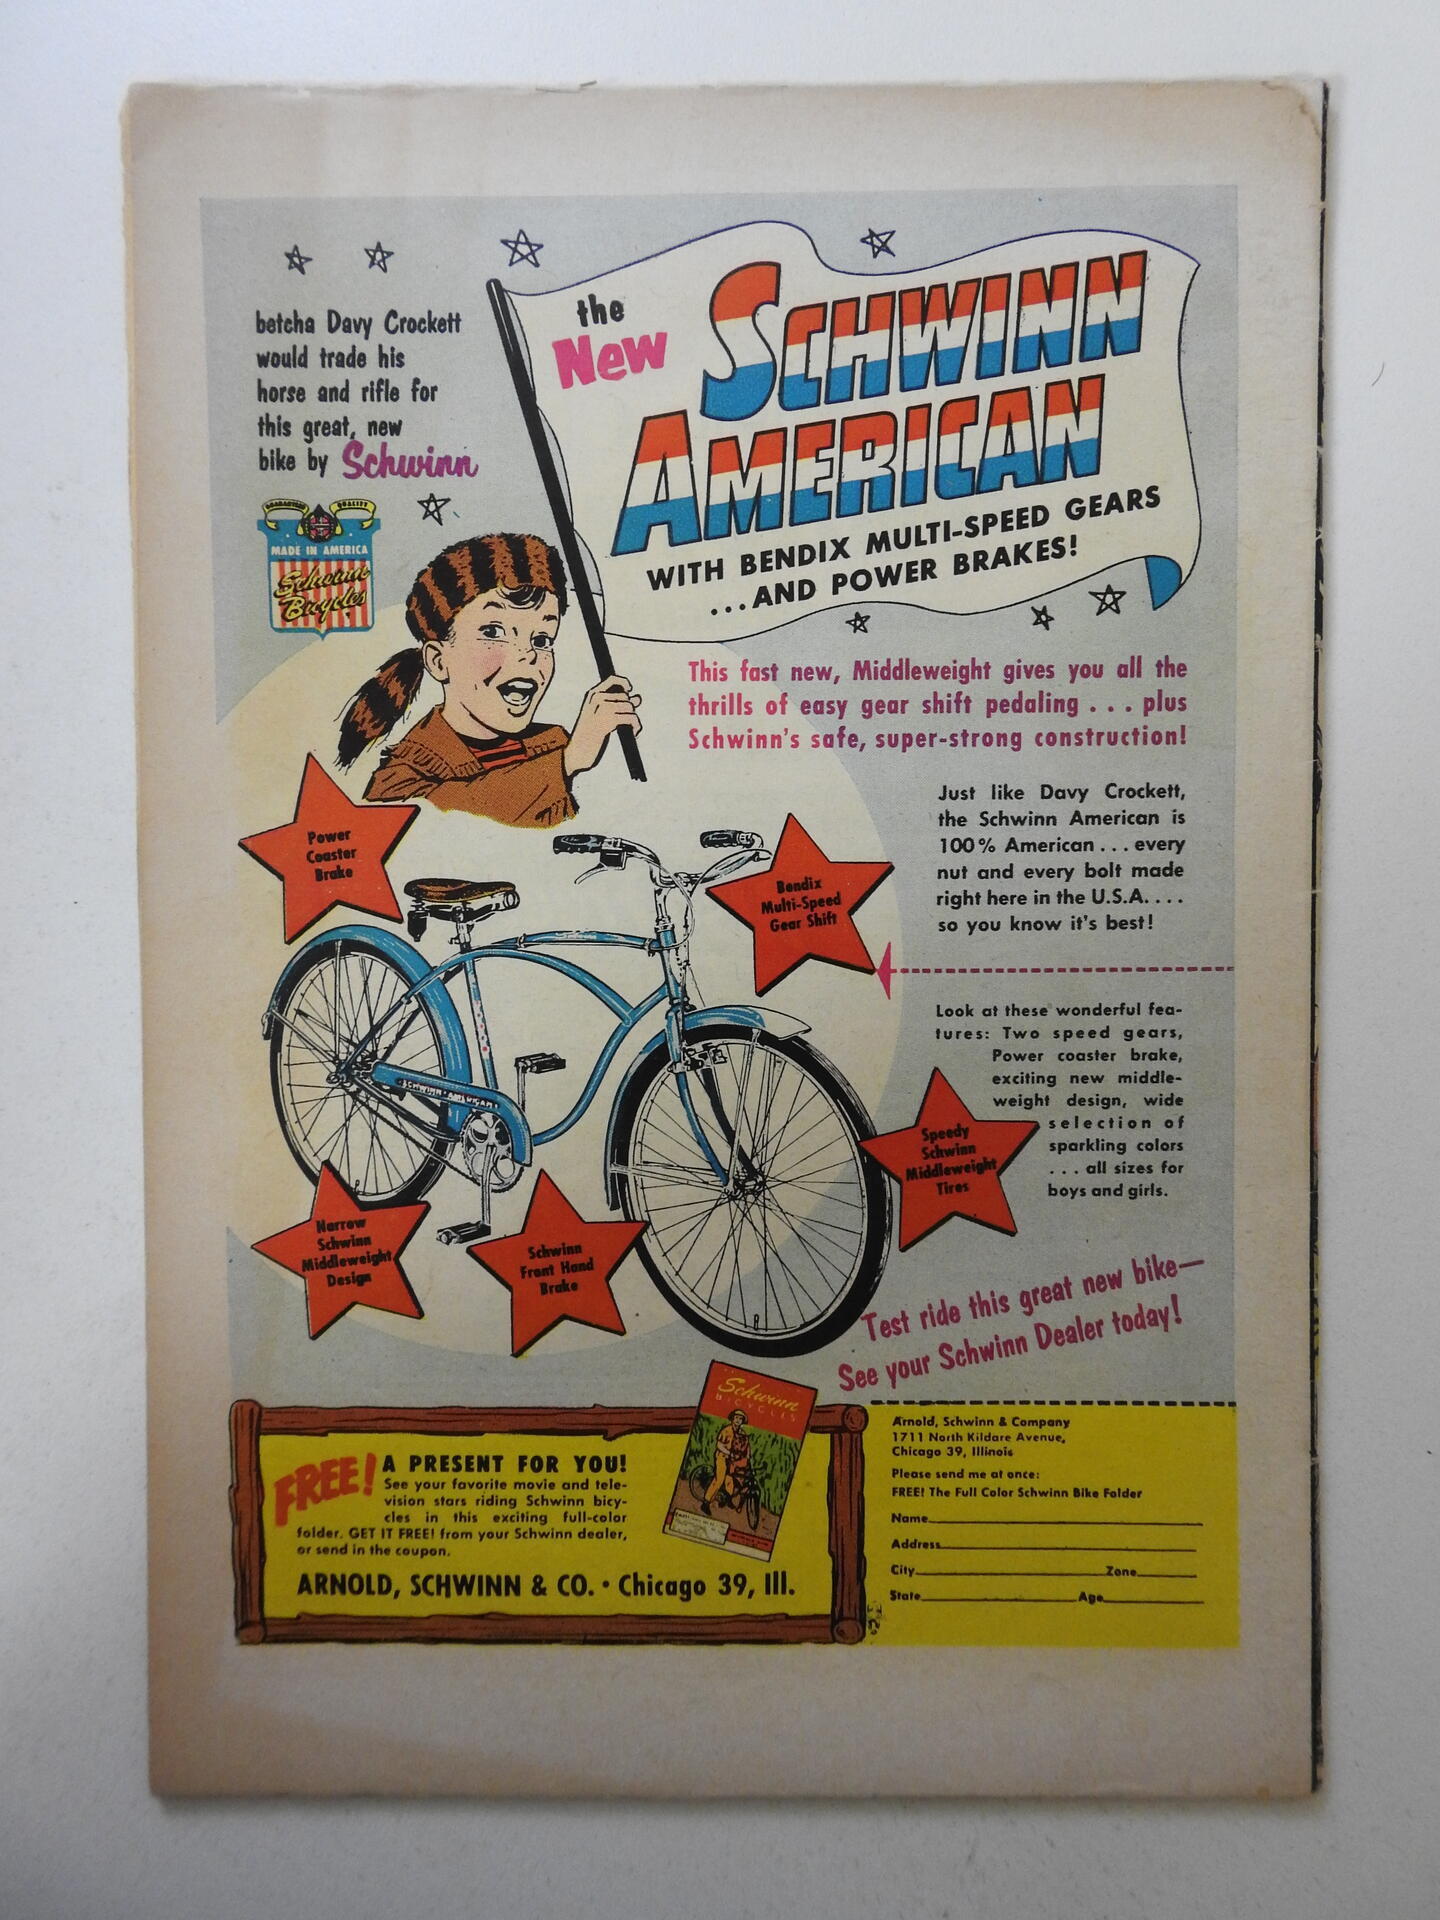 betcha Davy Crockett
would trade his
horse and rifle for
this great, new
bike by Schwinn
GUARANTEED QUALITY
MADE IN AMERICA
Schwinn
Bicycles
the
New SCHWINN
AMERICAN
WITH BENDIX MULTI-SPEED GEARS
...AND POWER BRAKES!
This fast new, Middleweight gives you all the
thrills of easy gear shift pedaling . . . plus
Schwinn's safe, super-strong construction!
Power
Coaster
Brake
Bendix
Multi-Speed
Gear Shift
Just like Davy Crockett,
the Schwinn American is
100% American . . . every
nut and every bolt made
right here in the U.S.A. . . .
so you know it's best!
Look at these wonderful fea-
tures: Two speed gears,
Power coaster brake,
exciting new middle-
weight design, wide
selection of
sparkling colors
. . . all sizes for
boys and girls.
SCHWINN-AMERICAN
Speedy
Schwinn
Middleweight
Tires
Narrow
Schwinn
Middleweight
Design
Schwinn
Front Hand
Brake
Test ride this great new bike—
See your Schwinn Dealer today!
FREE! A PRESENT FOR YOU!
See your favorite movie and tele-
vision stars riding Schwinn bicy-
cles in this exciting full-color
folder. GET IT FREE! from your Schwinn dealer,
or send in the coupon.
ARNOLD, SCHWINN & CO. • Chicago 39, Ill.
Schwinn
BICYCLES
Arnold, Schwinn & Company
1711 North Kildare Avenue,
Chicago 39, Illinois
Please send me at once:
FREE! The Full Color Schwinn Bike Folder
Name
Address
City Zone
State Age